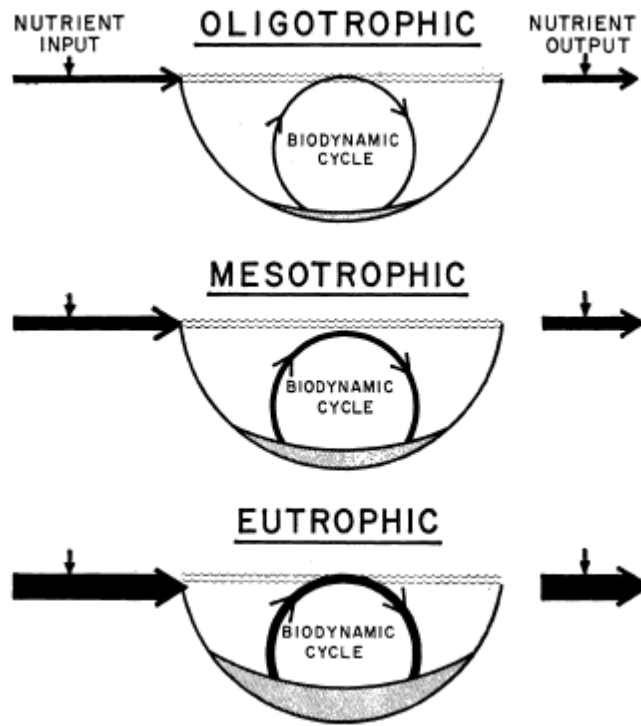 NUTRIENT
INPUT
OLIGOTROPHIC
NUTRIENT
OUTPUT
BIODYNAMIC
CYCLE
MESOTROPHIC
BIODYNAMIC
CYCLE
EUTROPHIC
BIODYNAMIC
CYCLE